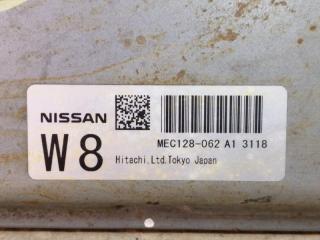 NISSAN
W8
MEC128-062 A1 3118
Hitachi,Ltd.Tokyo Japan